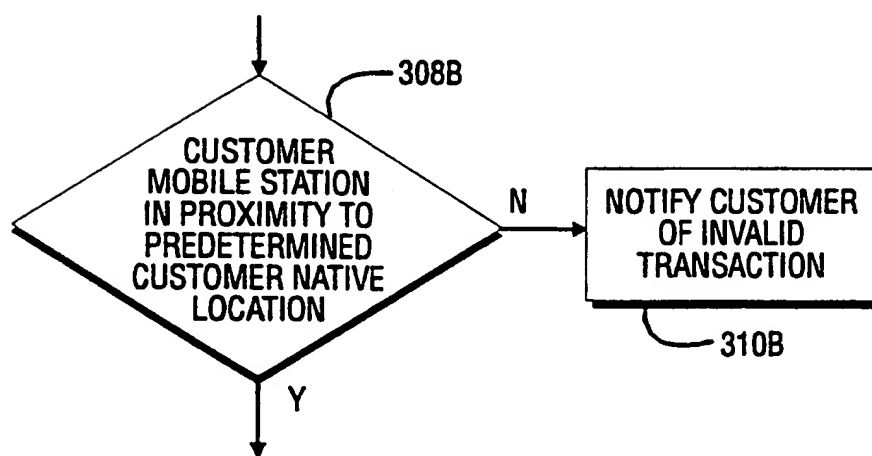 308B
CUSTOMER
MOBILE STATION
IN PROXIMITY TO
PREDETERMINED
CUSTOMER NATIVE
LOCATION
N
NOTIFY CUSTOMER
OF INVALID
TRANSACTION
310B
Y